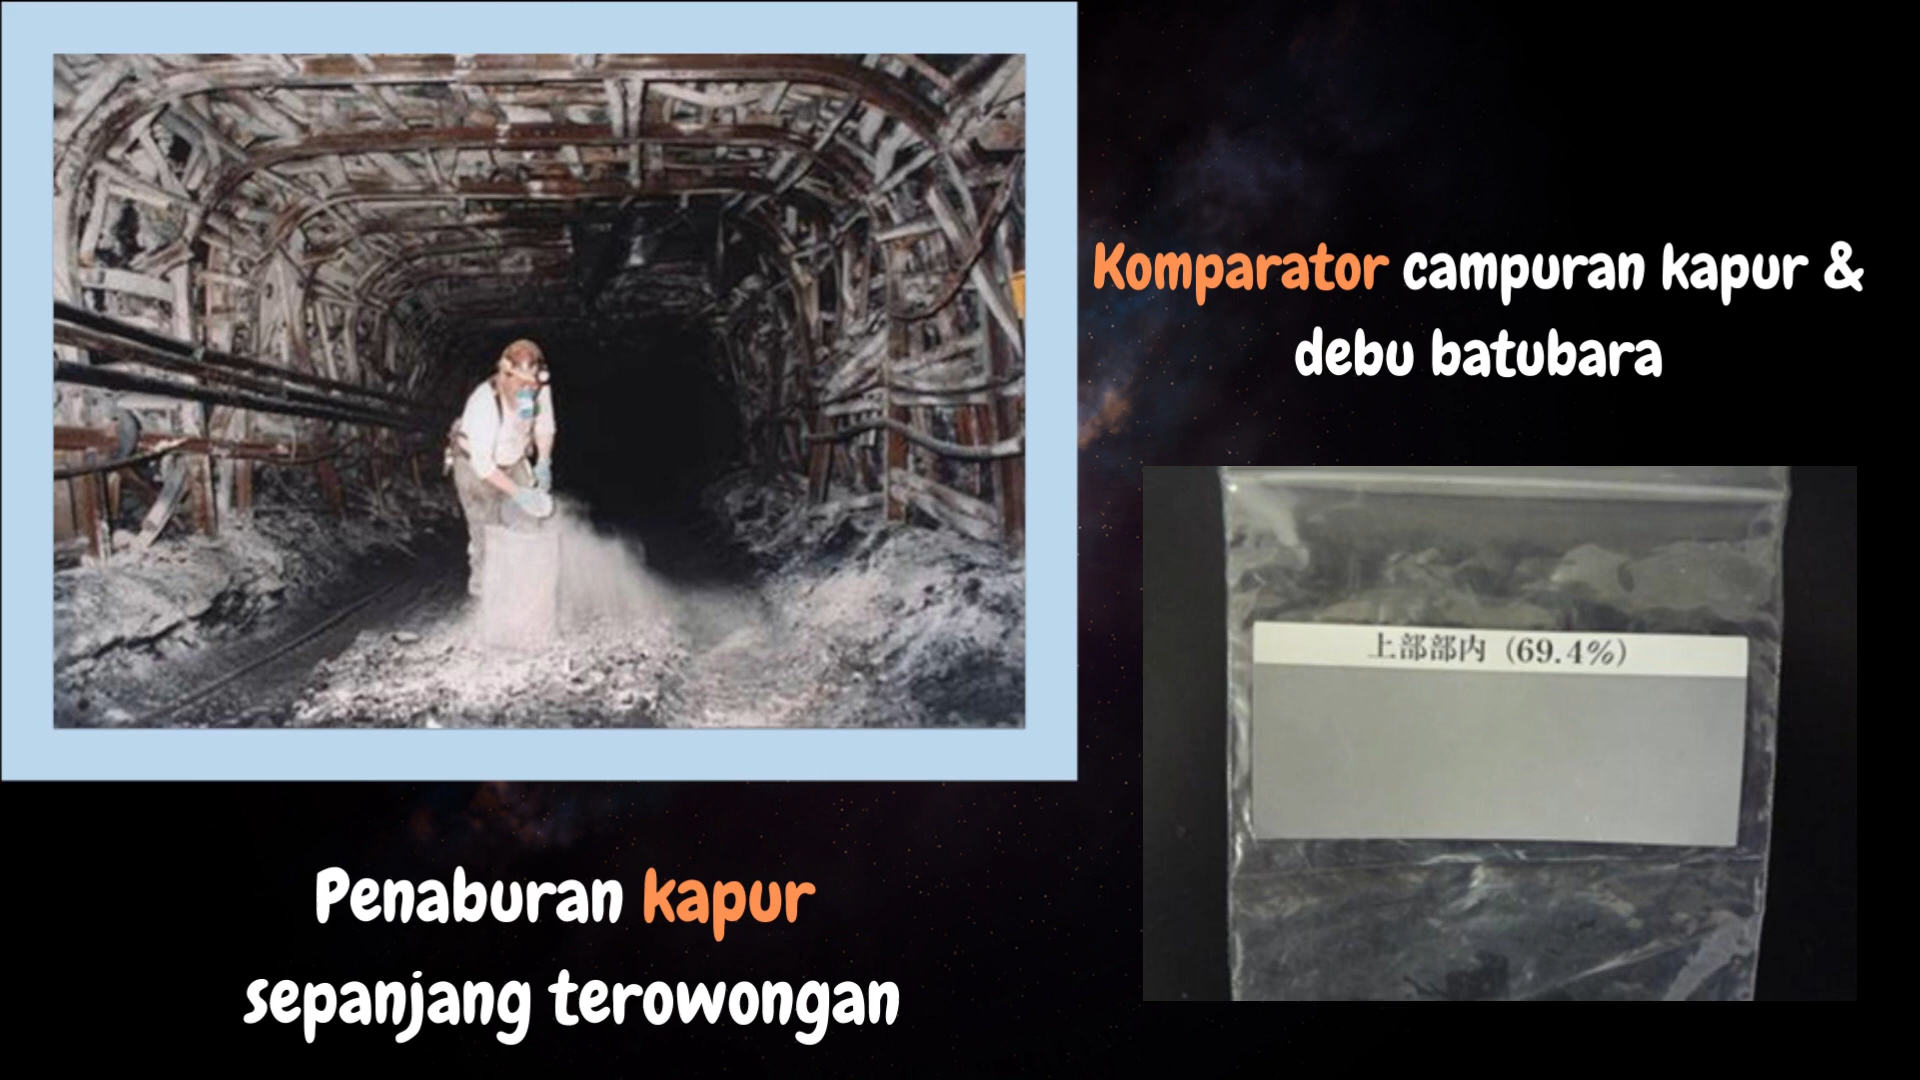 Komparator campuran kapur &
debu batubara
上部部内 (69.4%)
Penaburan kapur
sepanjang terowongan